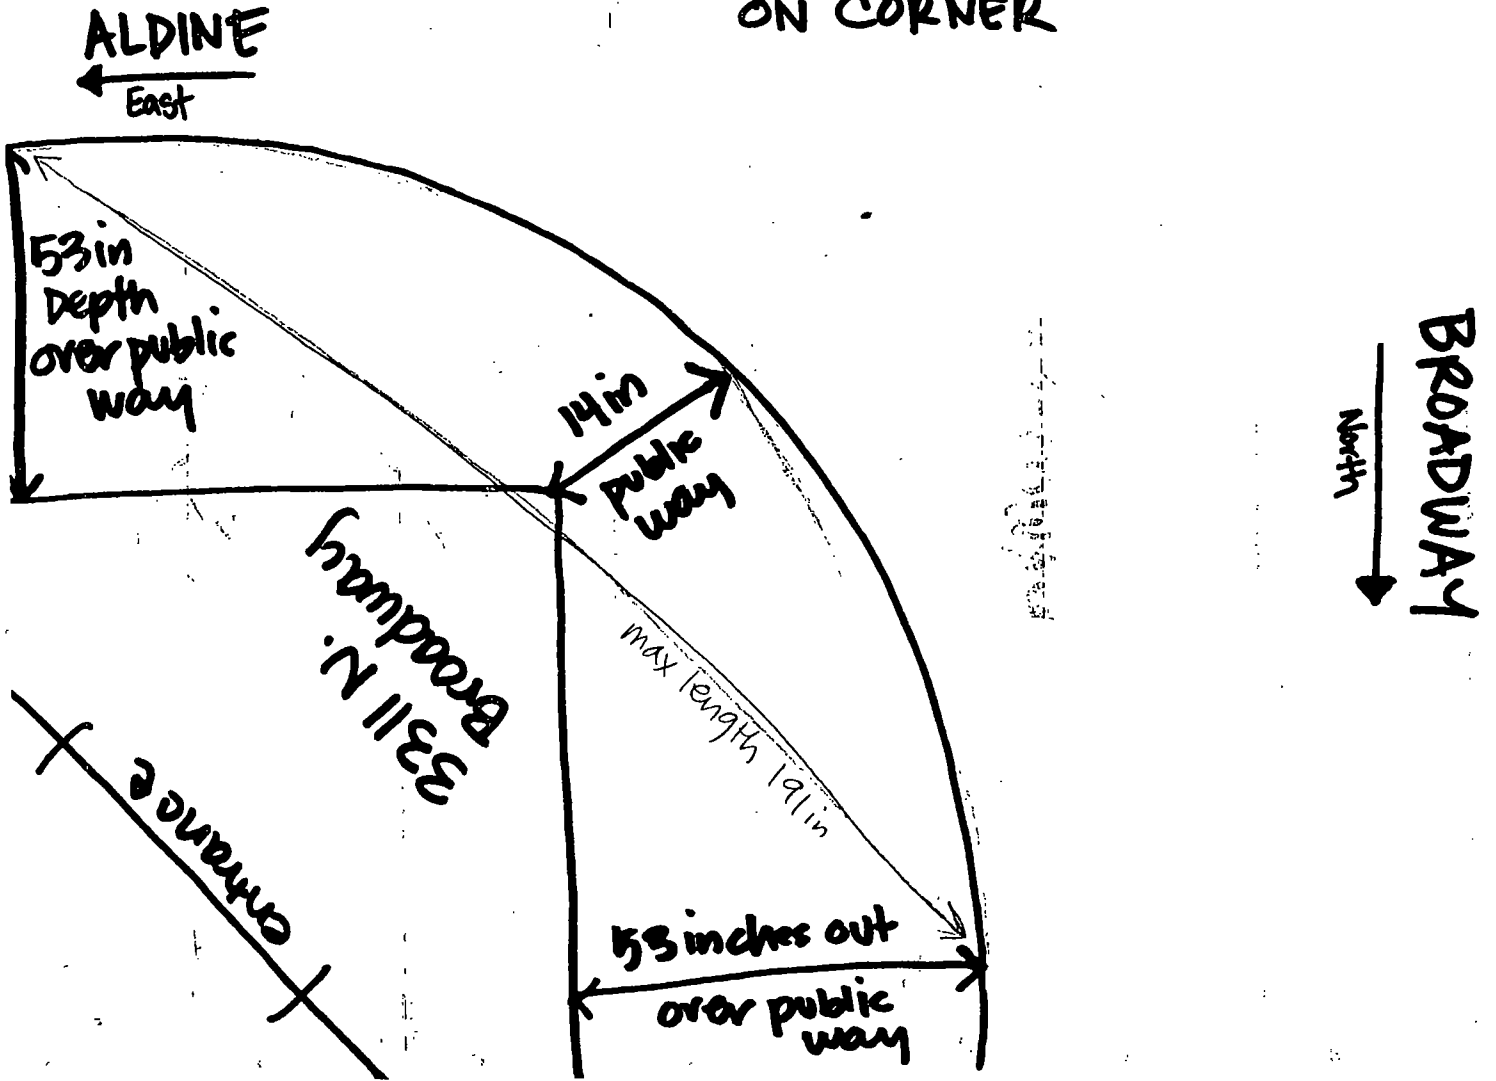 ON CORNER
ALDINE
East
53in
Depth
over public
way
14in
public
way
BROADWAY
North
3311 N.
Broadway
max length 191in
entrance
53 inches out
over public
way